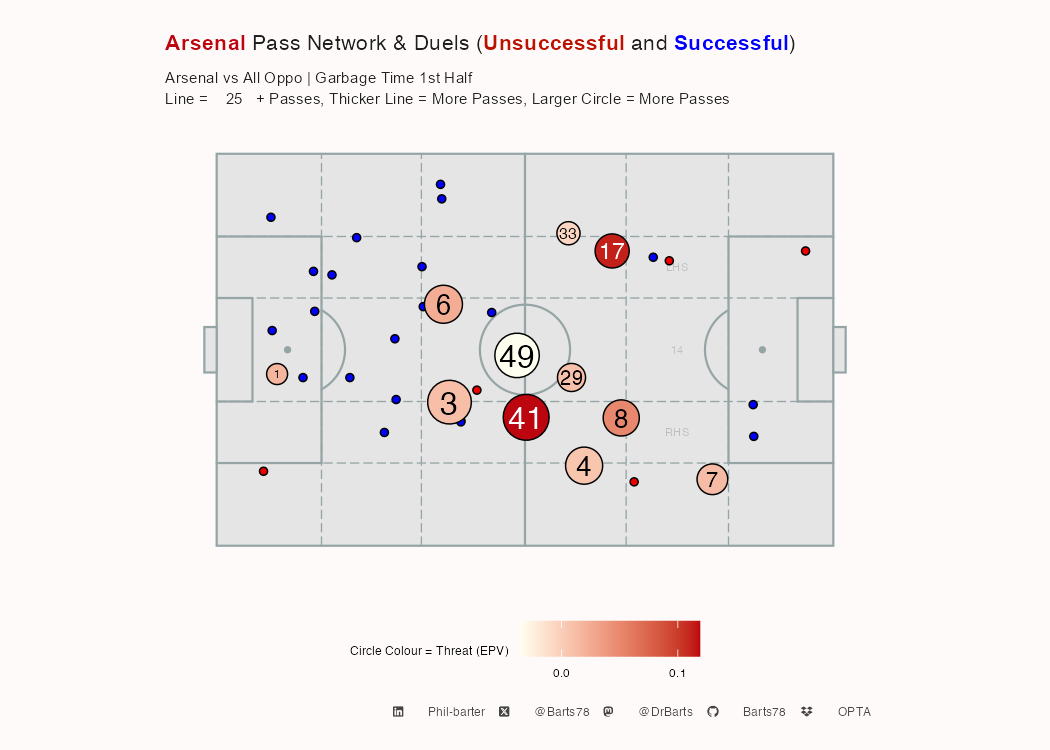 Arsenal Pass Network & Duels (Unsuccessful and Successful)
Arsenal vs All Oppo | Garbage Time 1st Half
Line = 25 + Passes, Thicker Line = More Passes, Larger Circle = More Passes
33
17
LHS
6
49
14
1
29
3
41
8
RHS
4
7
Circle Colour = Threat (EPV)
0.0 0.1
Phil-barter @Barts78 @DrBarts Barts78 OPTA